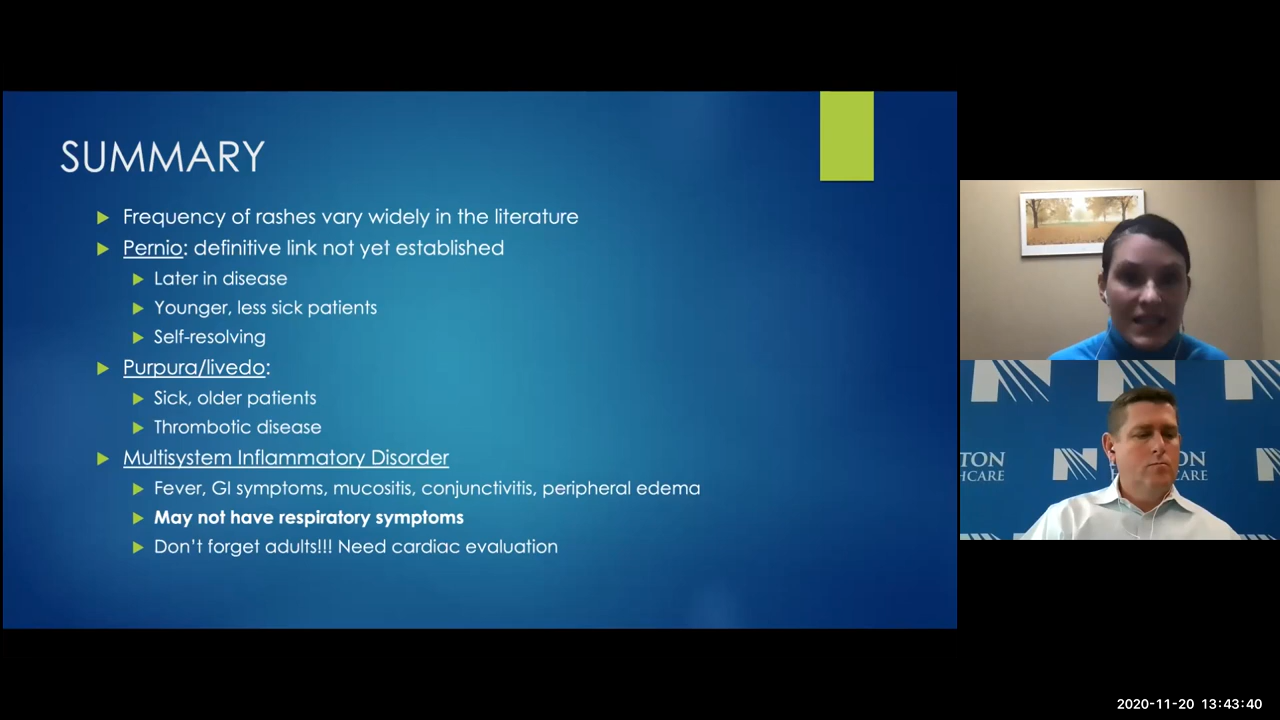 SUMMARY
Frequency of rashes vary widely in the literature
Pernio: definitive link not yet established
Later in disease
Younger, less sick patients
Self-resolving
Purpura/livedo:
Sick, older patients
Thrombotic disease
Multisystem Inflammatory Disorder
Fever, GI symptoms, mucositis, conjunctivitis, peripheral edema
May not have respiratory symptoms
Don't forget adults!!! Need cardiac evaluation
2020-11-20 13:43:40